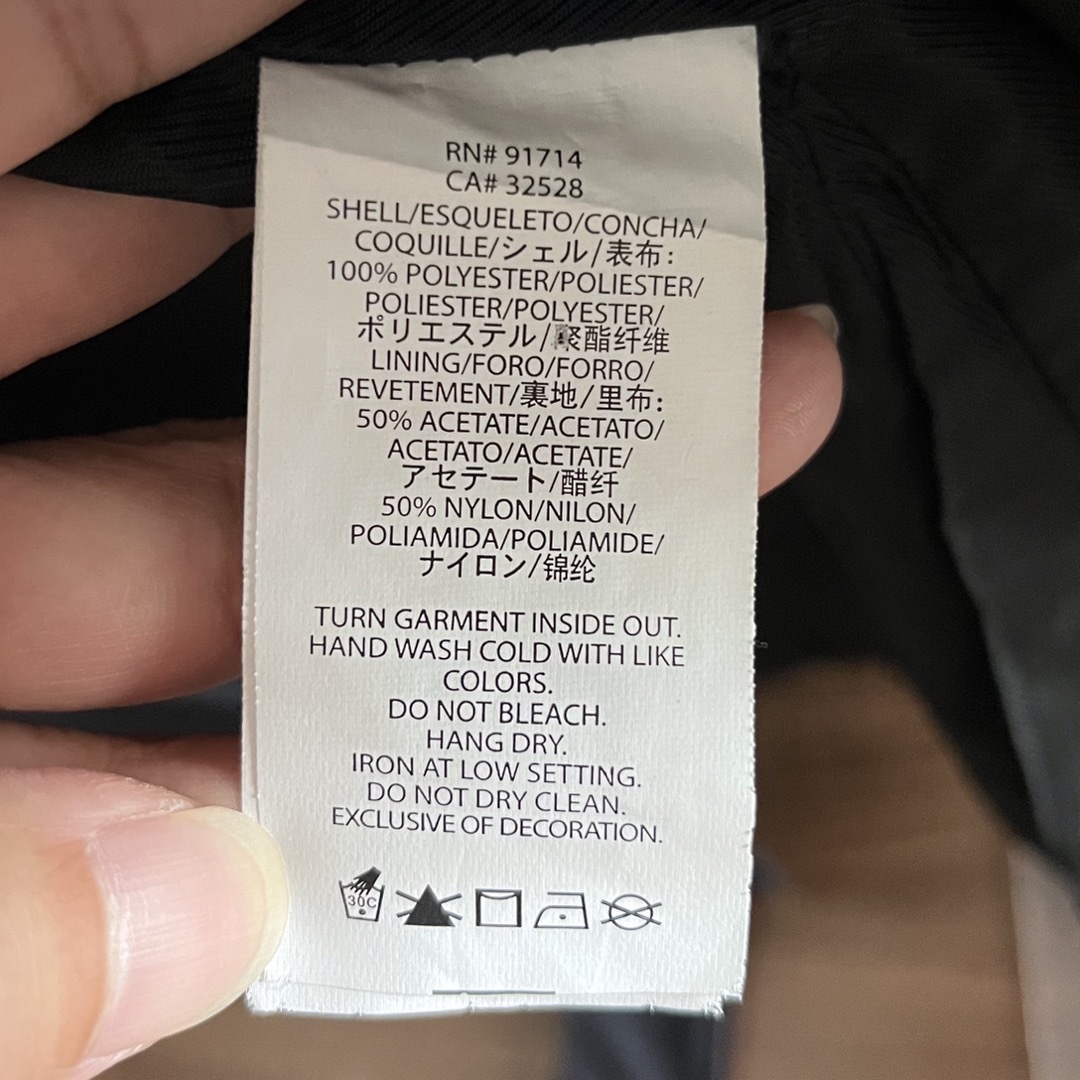 RN# 91714
CA# 32528
SHELL/ESQUELETO/CONCHA/
COQUILLE/シェル/表布:
100% POLYESTER/POLIESTER/
POLIESTER/POLYESTER/
ポリエステル/聚酯纤维
LINING/FORO/FORRO/
REVETEMENT/裏地/里布:
50% ACETATE/ACETATO/
ACETATO/ACETATE/
アセテート/醋纤
50% NYLON/NILON/
POLIAMIDA/POLIAMIDE/
ナイロン/锦纶
TURN GARMENT INSIDE OUT.
HAND WASH COLD WITH LIKE
COLORS.
DO NOT BLEACH.
HANG DRY.
IRON AT LOW SETTING.
DO NOT DRY CLEAN.
EXCLUSIVE OF DECORATION.
30C